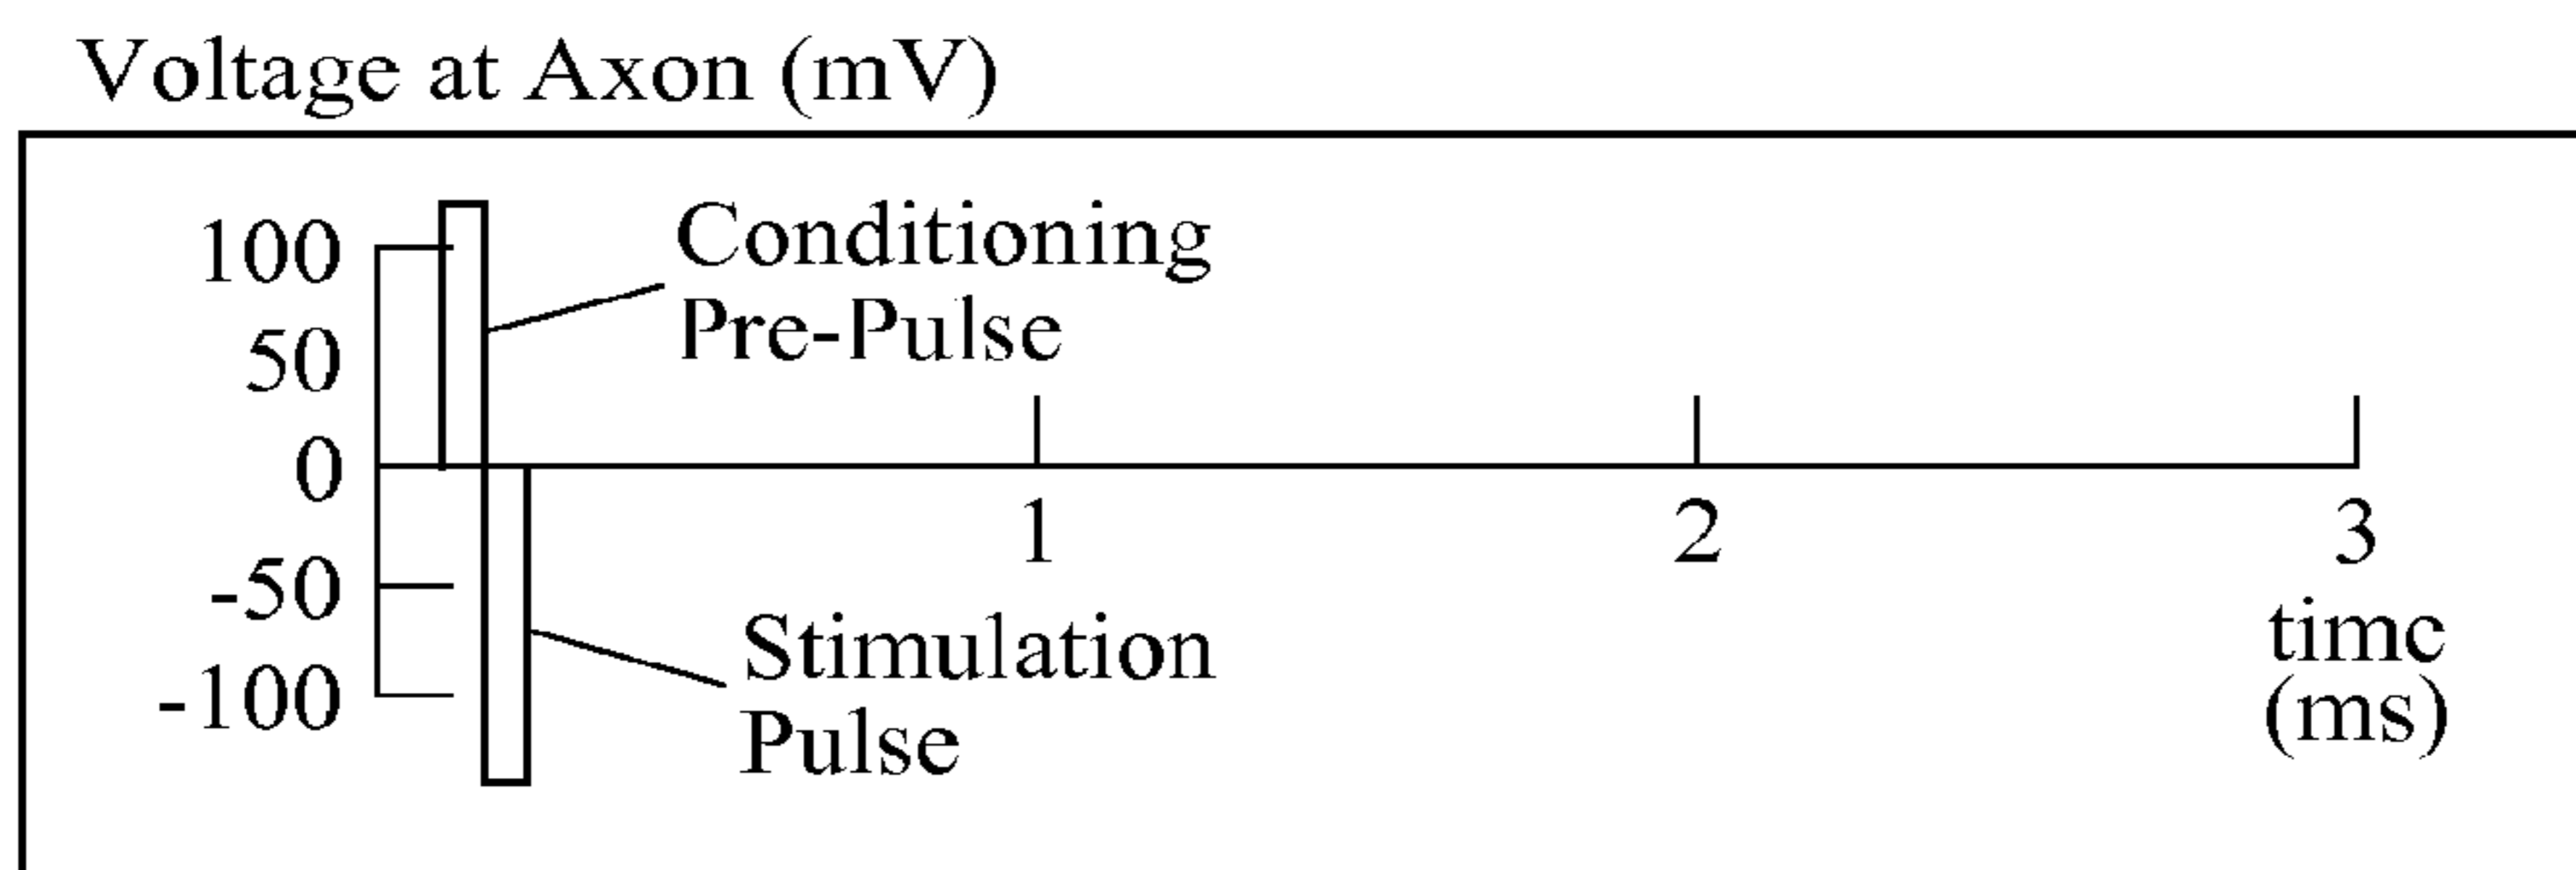 Voltage at Axon (mV)
100
50
0
-50
-100
Conditioning
Pre-Pulse
1
2
3
Stimulation
Pulse
timc
(ms)